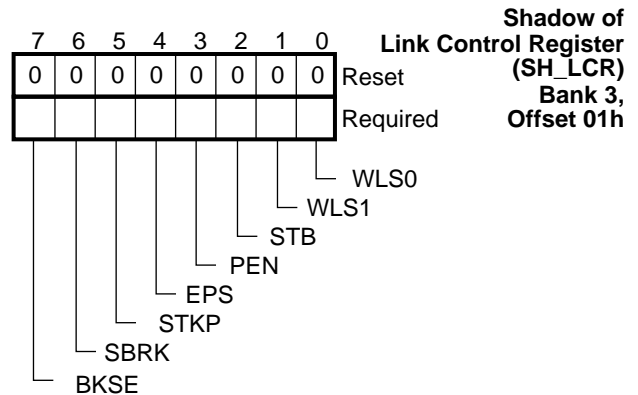 Shadow of
Link Control Register
(SH_LCR)
Bank 3,
Offset 01h
7 6 5 4 3 2 1 0
0 0 0 0 0 0 0 0 Reset
Required
WLS0
WLS1
STB
PEN
EPS
STKP
SBRK
BKSE